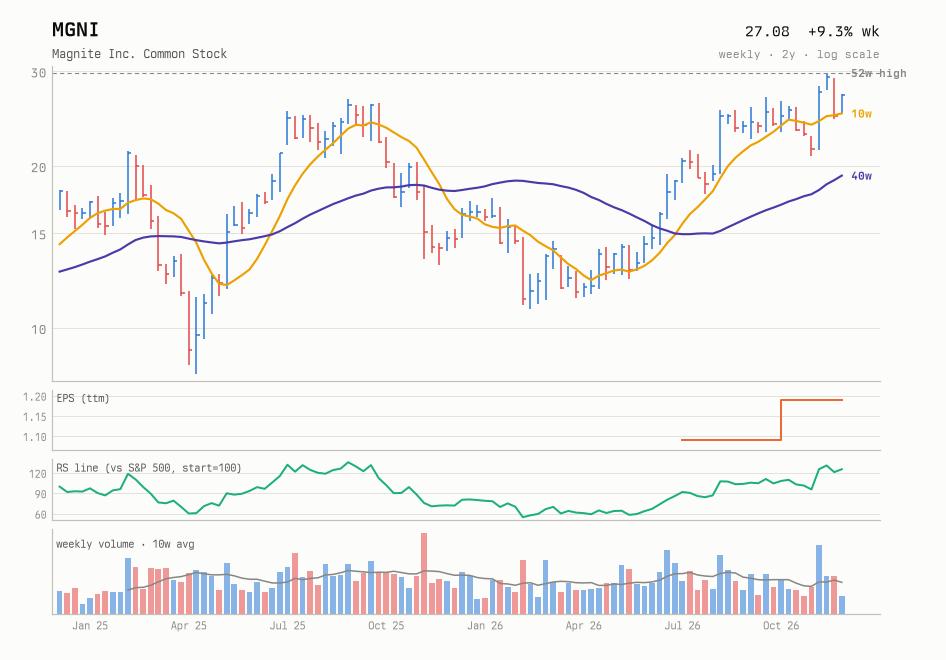 MGNI
27.08 +9.3% wk
Magnite Inc. Common Stock
weekly · 2y · log scale
30
52w high
10w
20
40w
15
10
1.20
EPS (ttm)
1.15
1.10
RS line (vs S&P 500, start=100)
120
90
60
weekly volume · 10w avg
Jan 25 Apr 25 Jul 25 Oct 25 Jan 26 Apr 26 Jul 26 Oct 26